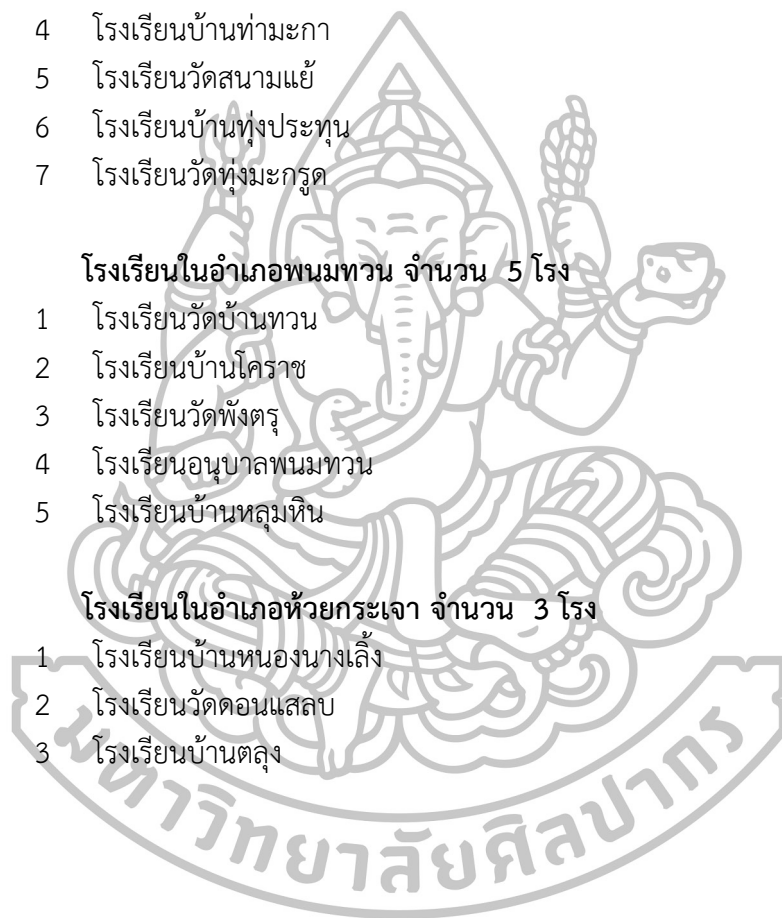 4 โรงเรียนบ้านท่ามะกา
5 โรงเรียนวัดสนามแย้
6 โรงเรียนบ้านทุ่งประทุน
7 โรงเรียนวัดทุ่งมะกรูด
โรงเรียนในอำเภอพนมทวน จำนวน 5 โรง
1 โรงเรียนวัดบ้านทวน
2 โรงเรียนบ้านโคราช
3 โรงเรียนวัดพังตรุ
4 โรงเรียนอนุบาลพนมทวน
5 โรงเรียนบ้านหลุมหิน
โรงเรียนในอำเภอห้วยกระเจา จำนวน 3 โรง
1 โรงเรียนบ้านหนองนางเลิ้ง
2 โรงเรียนวัดดอนแสลบ
3 โรงเรียนบ้านตลุง
มหาวิทยาลัยศิลปากร